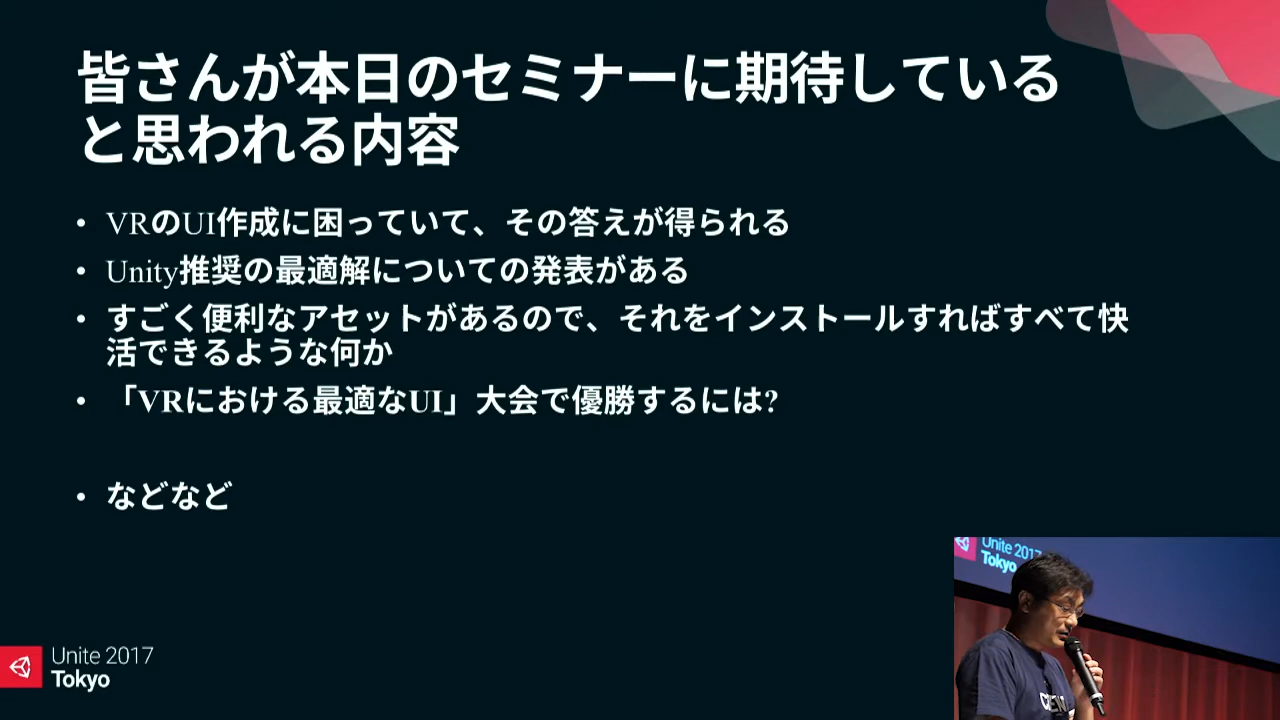 皆さんが本日のセミナーに期待している
と思われる内容
• VRのUI作成に困っていて、その答えが得られる
• Unity推奨の最適解についての発表がある
• すごく便利なアセットがあるので、それをインストールすればすべて快
活できるような何か
• 「VRにおける最適なUI」大会で優勝するには?
• などなど
Unite 2017
Tokyo
Unite 2017
Tokyo